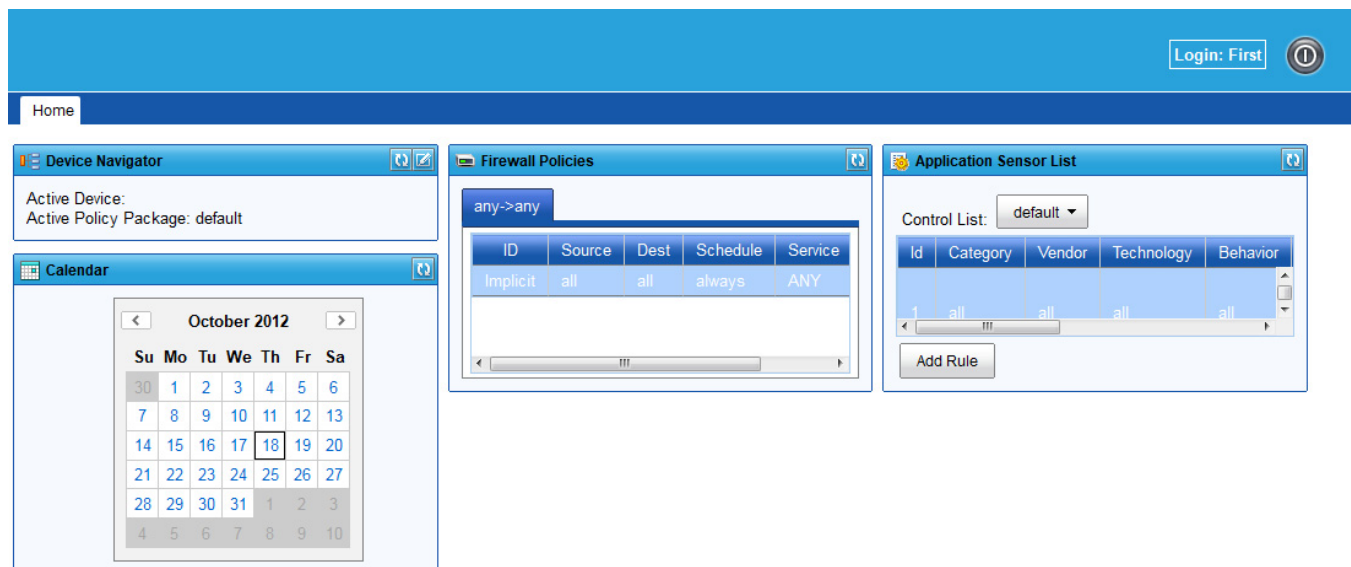 Login: First
Home
Device Navigator
Active Device:
Active Policy Package: default
Calendar
October 2012
Su Mo Tu We Th Fr Sa
30 1 2 3 4 5 6
7 8 9 10 11 12 13
14 15 16 17 18 19 20
21 22 23 24 25 26 27
28 29 30 31 1 2 3
4 5 6 7 8 9 10
Firewall Policies
any->any
ID Source Dest Schedule Service
Implicit all all always ANY
Application Sensor List
Control List: default
Id Category Vendor Technology Behavior
1 all all all all
Add Rule